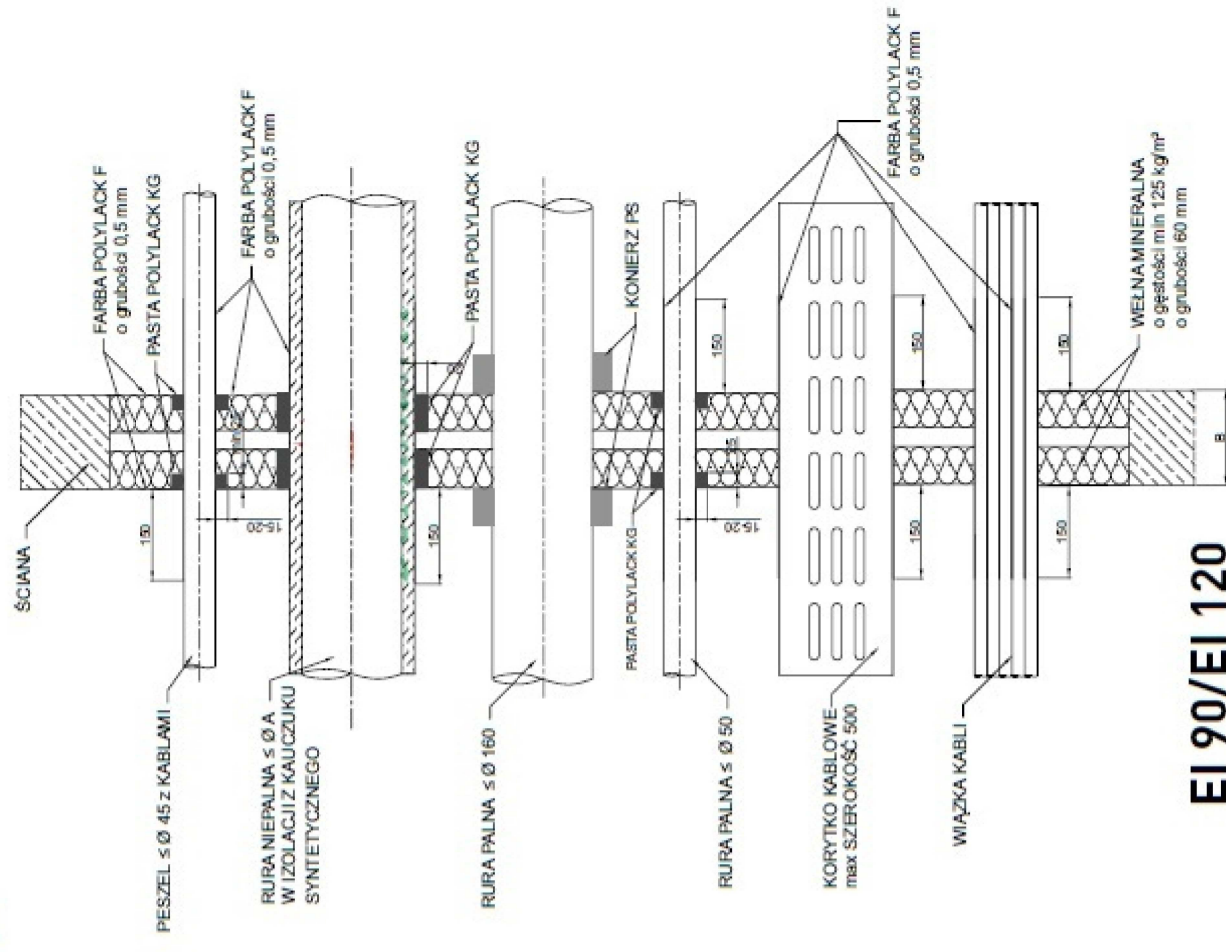 ŚCIANA
FARBA POLYLACK F
o grubości 0,5 mm
PASTA POLYLACK KG
FARBA POLYLACK F
o grubości 0,5 mm
PASTA POLYLACK KG
KONIERZ PS
FARBA POLYLACK F
o grubości 0,5 mm
WEŁNA MINERALNA
o gęstości min 125 kg/m³
o grubości 60 mm
150
15-20
150
150
15-20
150
150
150
150
B
PASTA POLYLACK KG
PESZEL ≤ Ø 45 z KABLAMI
RURA NIEPALNA ≤ Ø A
W IZOLACJI Z KAUCZUKU
SYNTETYCZNEGO
RURA PALNA ≤ Ø 160
RURA PALNA ≤ Ø 50
KORYTKO KABLOWE
max SZEROKOŚĆ 500
WIĄZKA KABLI
EI 90/EI 120